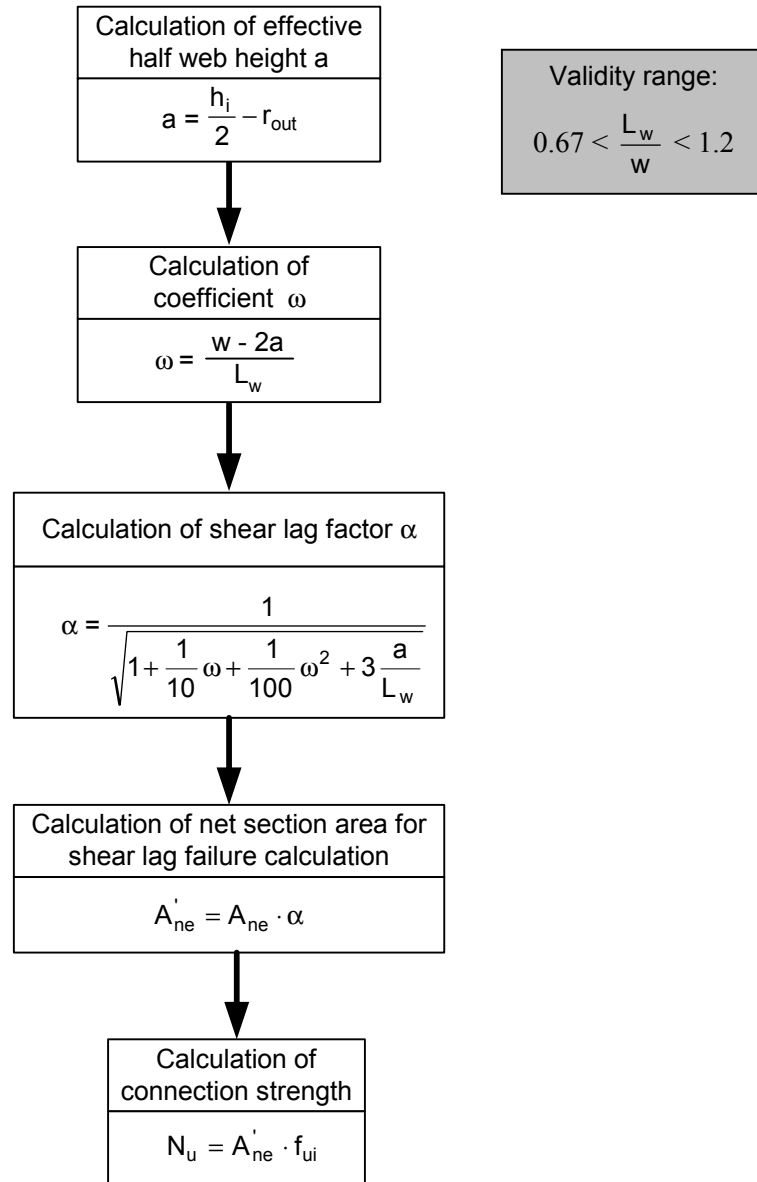 Calculation of effective
half web height a
a = h_i/2 − r_out
Validity range:
0.67 < L_w/w < 1.2
Calculation of
coefficient ω
ω = (w - 2a)/L_w
Calculation of shear lag factor α
α = 1/√(1 + 1/10 ω + 1/100 ω² + 3 a/L_w)
Calculation of net section area for
shear lag failure calculation
A'_ne = A_ne · α
Calculation of
connection strength
N_u = A'_ne · f_ui